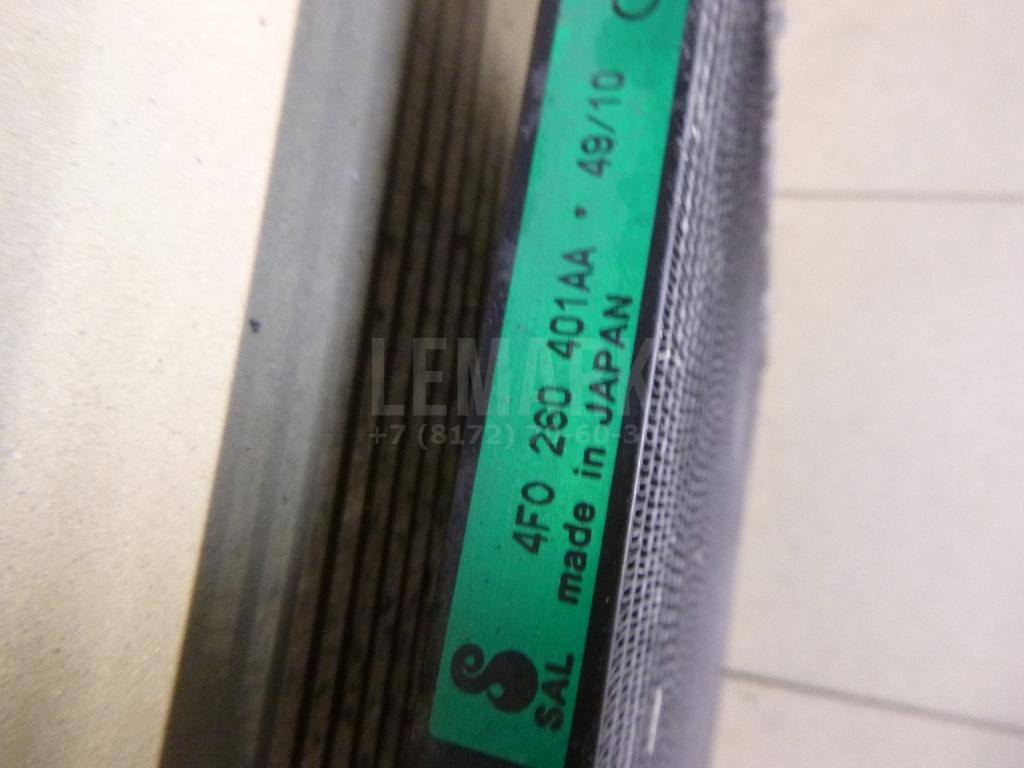 4F0 260 401AA • 49/10
made in JAPAN
SAL
LEMARK